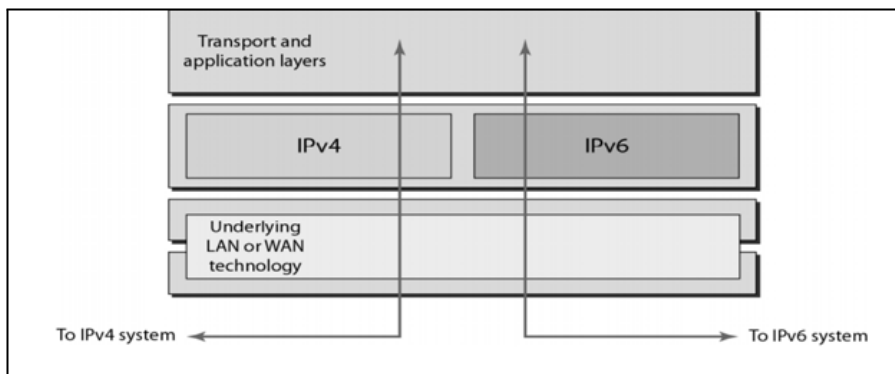 Transport and
application layers
IPv4 IPv6
Underlying
LAN or WAN
technology
To IPv4 system To IPv6 system